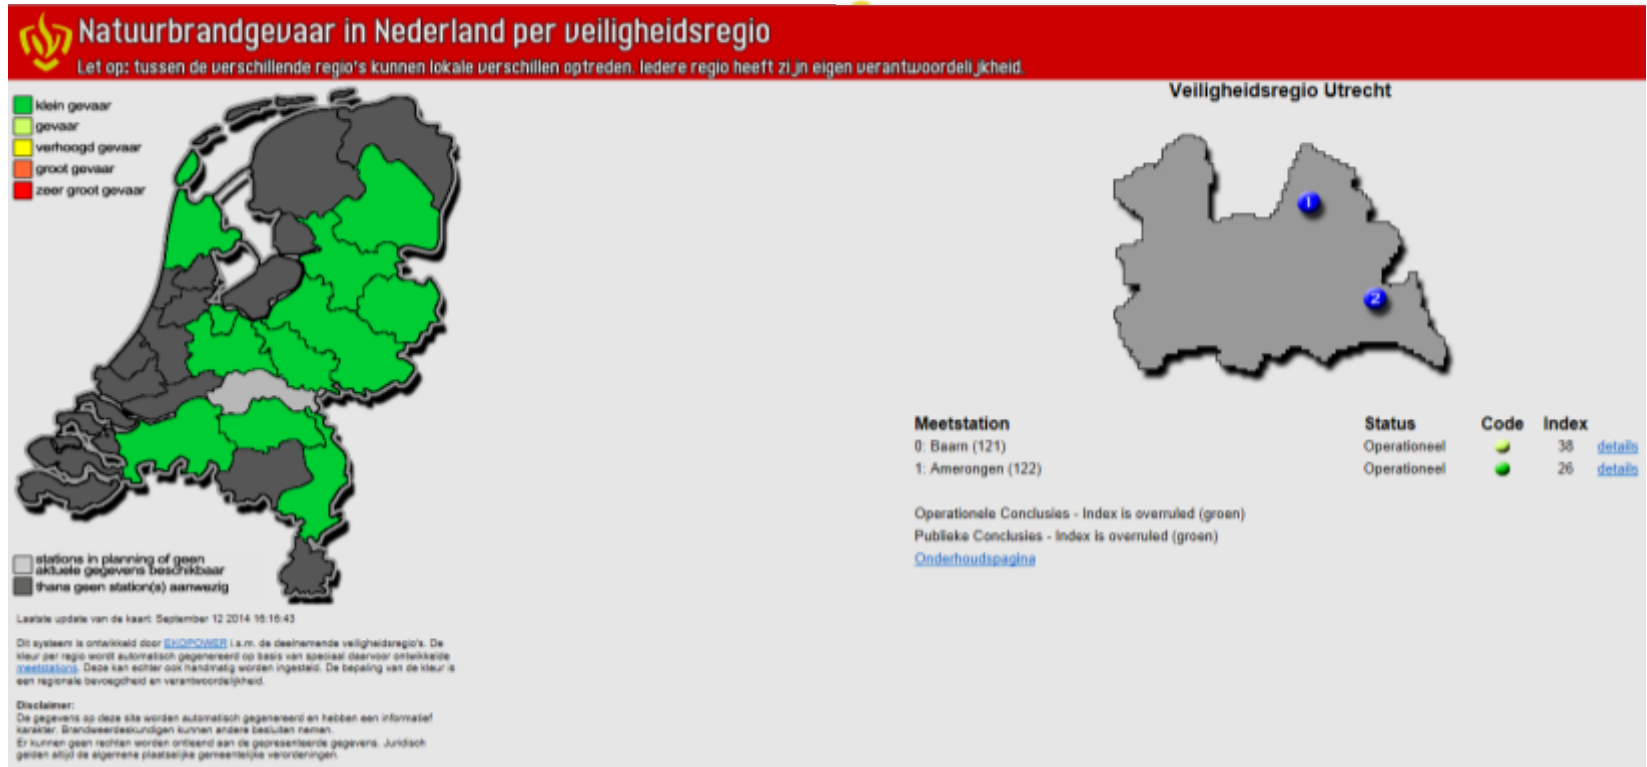 Natuurbrandgevaar in Nederland per veiligheidsregio
Let op: tussen de verschillende regio's kunnen lokale verschillen optreden. Iedere regio heeft zijn eigen verantwoordelijkheid.
klein gevaar
gevaar
verhoogd gevaar
groot gevaar
zeer groot gevaar
stations in planning of geen
aktuele gegevens beschikbaar
thans geen station(s) aanwezig
Laatste update van de kaart: September 12 2014 16:16:43
Dit systeem is ontwikkeld door EKOPOWER i.s.m. de deelnemende veiligheidsregio's. De
kleur per regio wordt automatisch gegenereerd op basis van speciaal daarvoor ontwikkelde
meetstations. Deze kan echter ook handmatig worden ingesteld. De bepaling van de kleur is
een regionale bevoegdheid en verantwoordelijkheid.
Disclaimer:
De gegevens op deze site worden automatisch gegenereerd en hebben een informatief
karakter. Brandweerdeskundigen kunnen andere besluiten nemen.
Er kunnen geen rechten worden ontleend aan de gepresenteerde gegevens. Juridisch
gelden altijd de algemene plaatselijke gemeentelijke verordeningen.
Veiligheidsregio Utrecht
1
2
Meetstation Status Code Index
0: Baarn (121) Operationeel 38 details
1: Amerongen (122) Operationeel 26 details
Operationele Conclusies - Index is overruled (groen)
Publieke Conclusies - Index is overruled (groen)
Onderhoudspagina